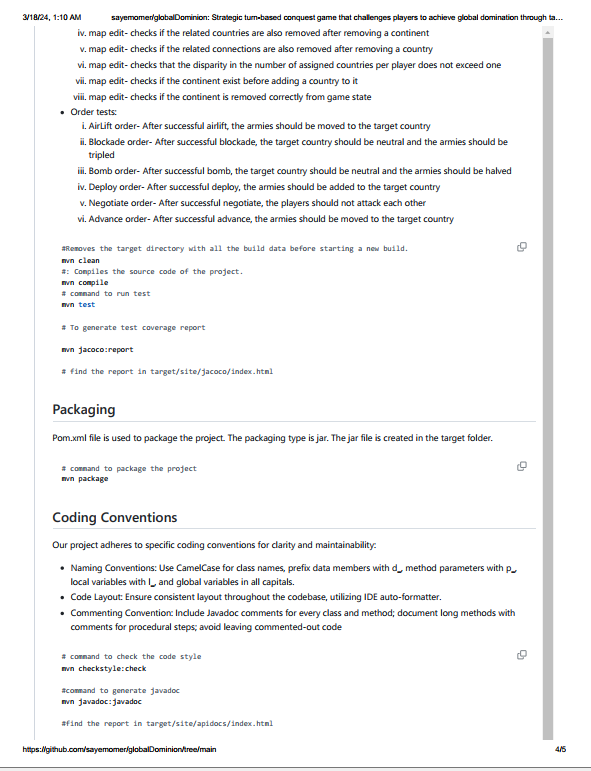 3/18/24, 1:10 AM sayemomer/globalDominion: Strategic turn-based conquest game that challenges players to achieve global domination through ta...
iv. map edit- checks if the related countries are also removed after removing a continent
v. map edit- checks if the related connections are also removed after removing a country
vi. map edit- checks that the disparity in the number of assigned countries per player does not exceed one
vii. map edit- checks if the continent exist before adding a country to it
viii. map edit- checks if the continent is removed correctly from game state
• Order tests:
i. AirLift order- After successful airlift, the armies should be moved to the target country
ii. Blockade order- After successful blockade, the target country should be neutral and the armies should be
tripled
iii. Bomb order- After successful bomb, the target country should be neutral and the armies should be halved
iv. Deploy order- After successful deploy, the armies should be added to the target country
v. Negotiate order- After successful negotiate, the players should not attack each other
vi. Advance order- After successful advance, the armies should be moved to the target country
#Removes the target directory with all the build data before starting a new build.
mvn clean
#: Compiles the source code of the project.
mvn compile
# command to run test
mvn test
# To generate test coverage report
mvn jacoco:report
# find the report in target/site/jacoco/index.html
Packaging
Pom.xml file is used to package the project. The packaging type is jar. The jar file is created in the target folder.
# command to package the project
mvn package
Coding Conventions
Our project adheres to specific coding conventions for clarity and maintainability:
• Naming Conventions: Use CamelCase for class names, prefix data members with d_, method parameters with p_,
local variables with l_, and global variables in all capitals.
• Code Layout: Ensure consistent layout throughout the codebase, utilizing IDE auto-formatter.
• Commenting Convention: Include Javadoc comments for every class and method; document long methods with
comments for procedural steps; avoid leaving commented-out code
# command to check the code style
mvn checkstyle:check
#command to generate javadoc
mvn javadoc:javadoc
#find the report in target/site/apidocs/index.html
https://github.com/sayemomer/globalDominion/tree/main 4/5